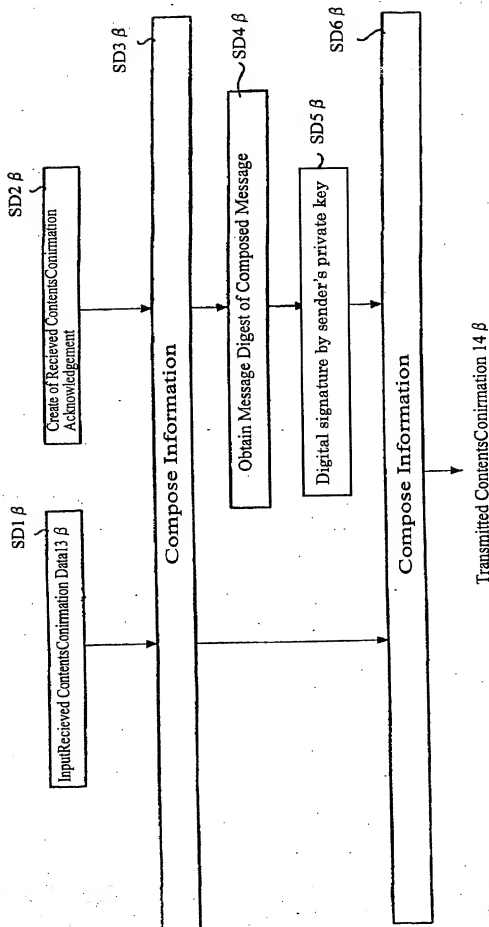 SD1 β
InputRecieved ContentsConirmation Data13 β
SD2 β
Create of Recieved ContentsConirmation
Acknowledgement
SD3 β
Compose Information
SD4 β
Obtain Message Digest of Composed Message
SD5 β
Digital signature by sender's private key
SD6 β
Compose Information
Transmitted ContentsConirmation 14 β